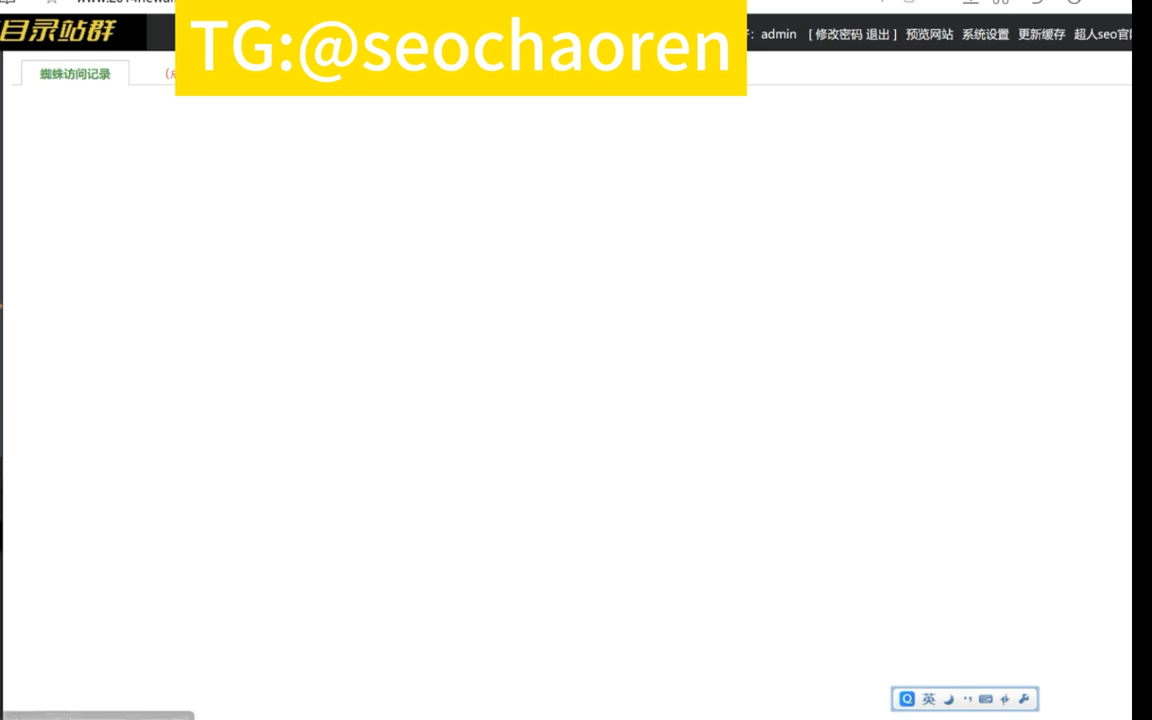 目录站群
TG:@seochaoren
admin [ 修改密码 退出 ] 预览网站 系统设置 更新缓存 超人seo官
蜘蛛访问记录
英